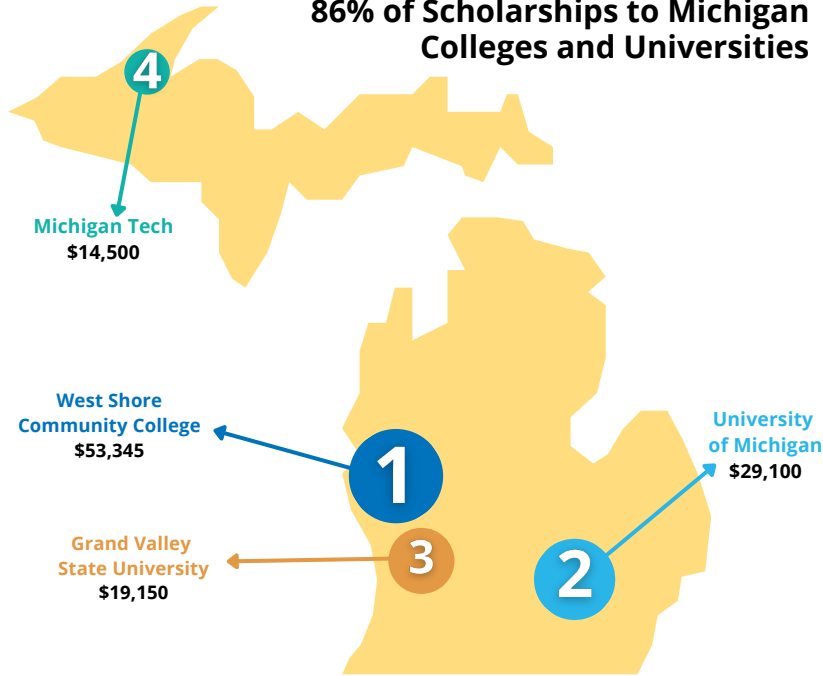 86% of Scholarships to Michigan
Colleges and Universities
4
Michigan Tech
$14,500
West Shore
Community College
$53,345
1
University
of Michigan
$29,100
Grand Valley
State University
$19,150
3
2